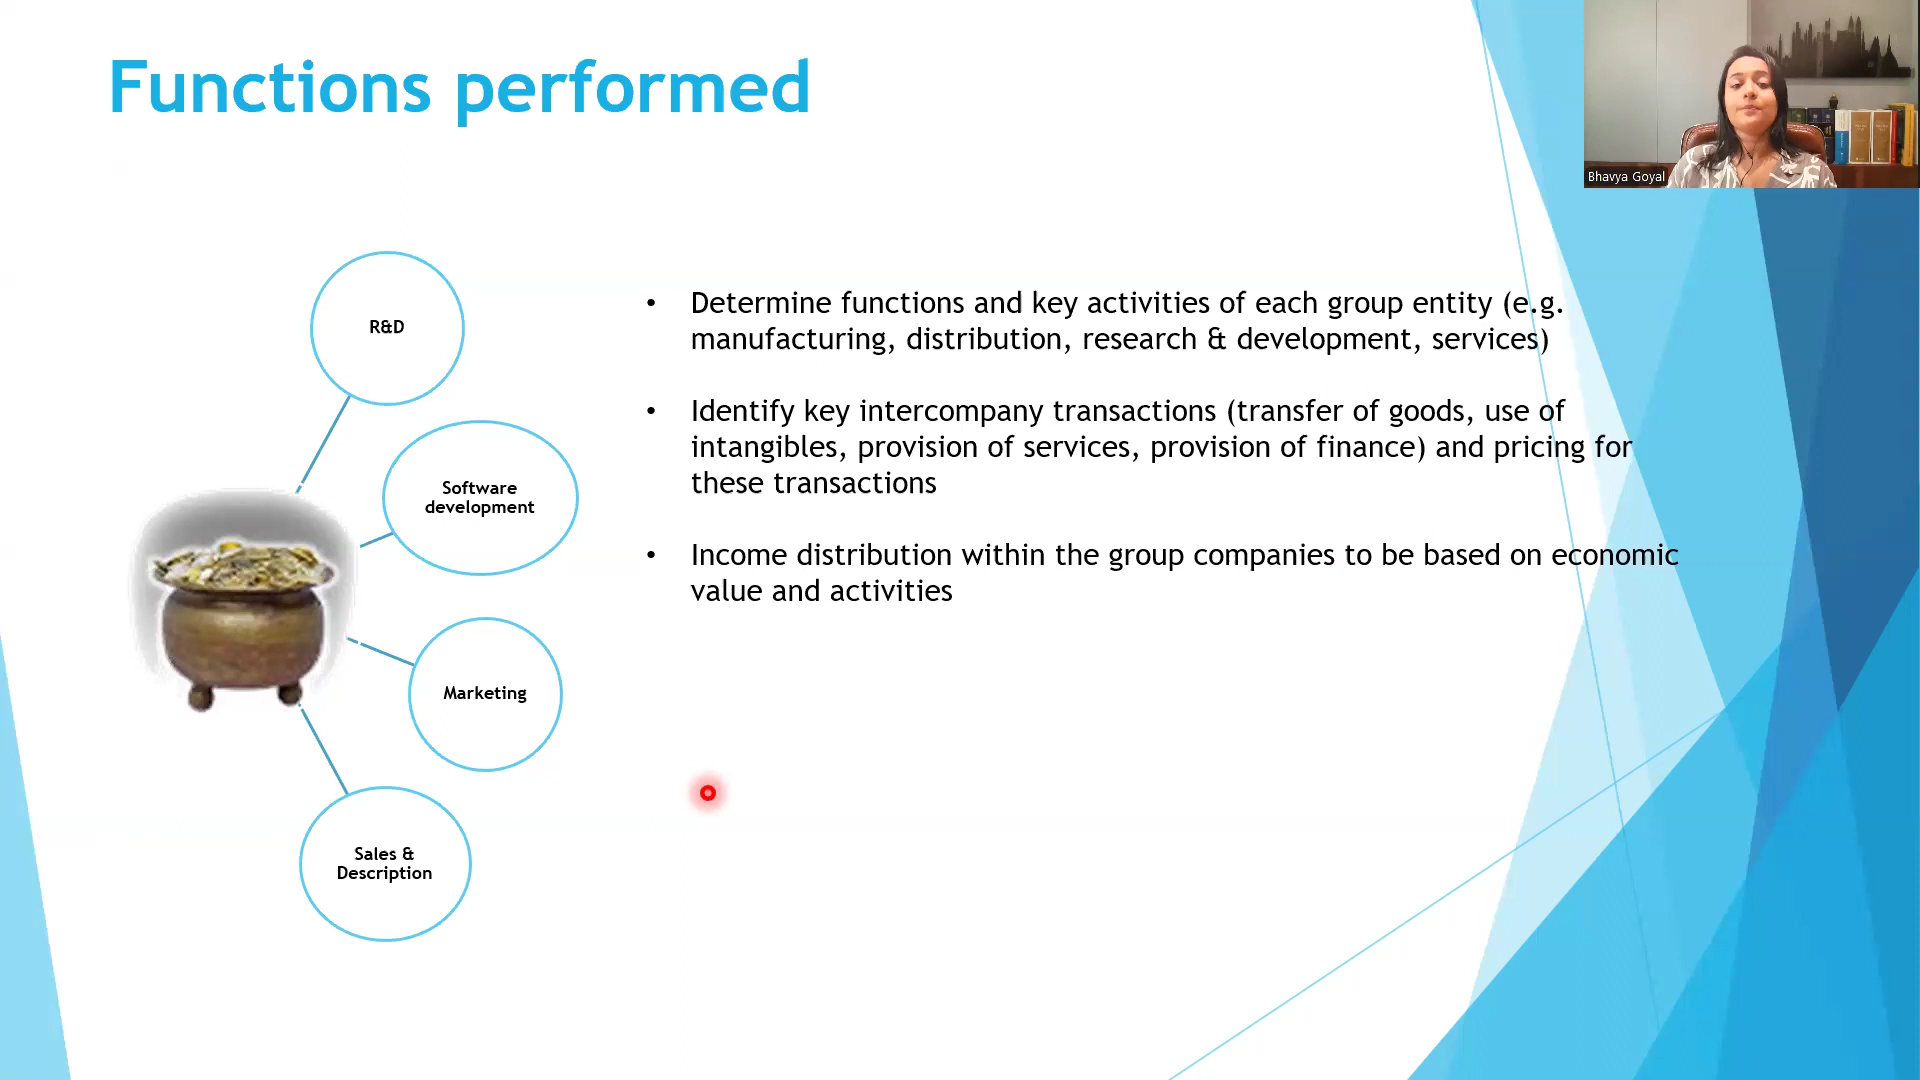 Functions performed
Bhavya Goyal
R&D
Software
development
Marketing
Sales &
Description
• Determine functions and key activities of each group entity (e.g.
manufacturing, distribution, research & development, services)
• Identify key intercompany transactions (transfer of goods, use of
intangibles, provision of services, provision of finance) and pricing for
these transactions
• Income distribution within the group companies to be based on economic
value and activities